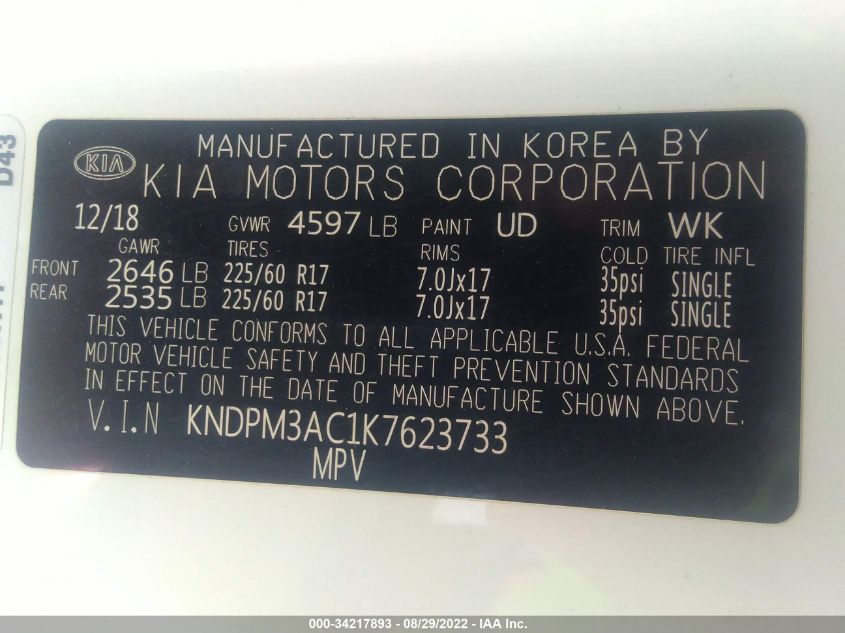 D43
MANUFACTURED IN KOREA BY
KIA KIA MOTORS CORPORATION
12/18 GVWR 4597 LB PAINT UD TRIM WK
GAWR TIRES RIMS COLD TIRE INFL
FRONT 2646 LB 225/60 R17 7.0Jx17 35psi SINGLE
REAR 2535 LB 225/60 R17 7.0Jx17 35psi SINGLE
THIS VEHICLE CONFORMS TO ALL APPLICABLE U.S.A. FEDERAL
MOTOR VEHICLE SAFETY AND THEFT PREVENTION STANDARDS
IN EFFECT ON THE DATE OF MANUFACTURE SHOWN ABOVE.
V.I.N KNDPM3AC1K7623733
MPV
000-34217893 - 08/29/2022 - IAA Inc.